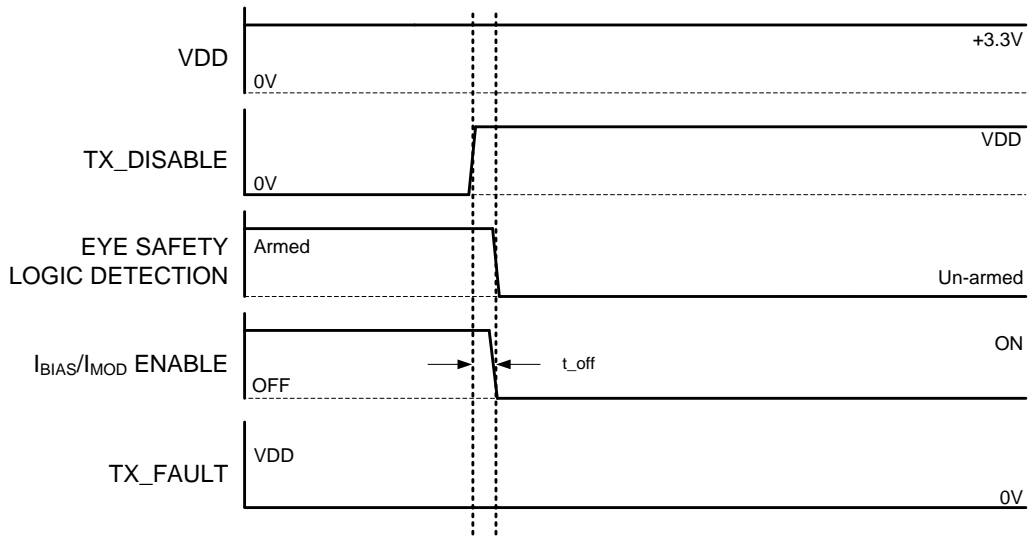 VDD
+3.3V
0V
TX_DISABLE
VDD
0V
EYE SAFETY
LOGIC DETECTION
Armed
Un-armed
IBIAS/IMOD ENABLE
ON
t_off
OFF
TX_FAULT
VDD
0V